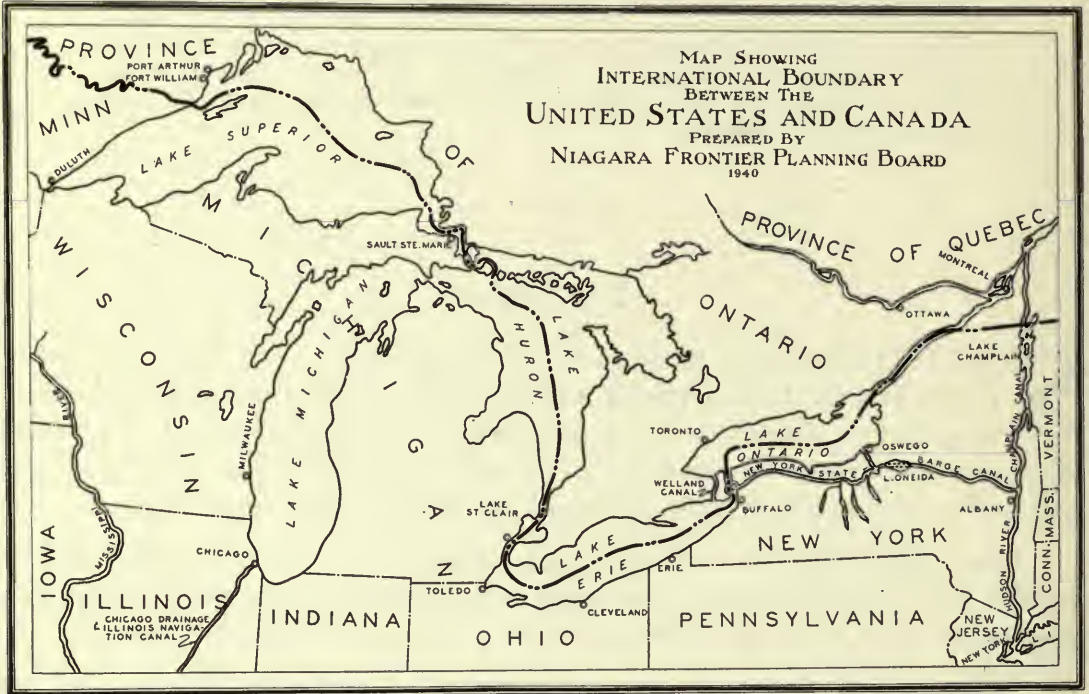 MAP SHOWING
INTERNATIONAL BOUNDARY
BETWEEN THE
UNITED STATES AND CANADA
PREPARED BY
NIAGARA FRONTIER PLANNING BOARD
1940
PROVINCE
PORT ARTHUR
FORT WILLIAM
MINN
OF
DULUTH
LAKE SUPERIOR
MICHIGAN
SAULT STE. MARIE
WISCONSIN
PROVINCE OF QUEBEC
MONTREAL
OTTAWA
ONTARIO
LAKE
CHAMPLAIN
LAKE
HURON
LAKE MICHIGAN
MILWAUKEE
RIVER
MISSISSIPPI
TORONTO
LAKE
ONTARIO
OSWEGO
NEW YORK STATE BARGE CANAL
L. ONEIDA
CHAMPLAIN CANAL
VERMONT
WELLAND
CANAL
BUFFALO
ALBANY
LAKE
ST CLAIR
LAKE
ERIE
ERIE
NEW YORK
HUDSON RIVER
MASS.
CONN.
IOWA
CHICAGO
ILLINOIS
CHICAGO DRAINAGE
& ILLINOIS NAVIGA-
TION CANAL
INDIANA
TOLEDO
CLEVELAND
OHIO
PENNSYLVANIA
NEW
JERSEY
NEW YORK
L. I.